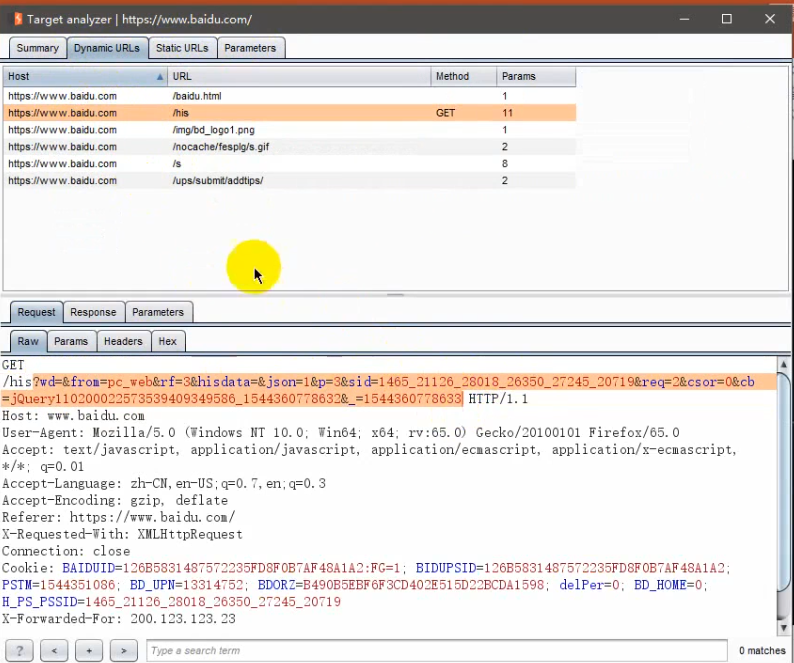 Target analyzer | https://www.baidu.com/
Summary Dynamic URLs Static URLs Parameters
Host URL Method Params
https://www.baidu.com /baidu.html 1
https://www.baidu.com /his GET 11
https://www.baidu.com /img/bd_logo1.png 1
https://www.baidu.com /nocache/fesplg/s.gif 2
https://www.baidu.com /s 8
https://www.baidu.com /ups/submit/addtips/ 2
Request Response Parameters
Raw Params Headers Hex
GET
/his?wd=&from=pc_web&rf=3&hisdata=&json=1&p=3&sid=1465_21126_28018_26350_27245_20719&req=2&csor=0&cb
=jQuery110200022573539409349586_1544360778632&_=1544360778633 HTTP/1.1
Host: www.baidu.com
User-Agent: Mozilla/5.0 (Windows NT 10.0; Win64; x64; rv:65.0) Gecko/20100101 Firefox/65.0
Accept: text/javascript, application/javascript, application/ecmascript, application/x-ecmascript,
*/*; q=0.01
Accept-Language: zh-CN,en-US;q=0.7,en;q=0.3
Accept-Encoding: gzip, deflate
Referer: https://www.baidu.com/
X-Requested-With: XMLHttpRequest
Connection: close
Cookie: BAIDUID=126B5831487572235FD8F0B7AF48A1A2:FG=1; BIDUPSID=126B5831487572235FD8F0B7AF48A1A2;
PSTM=1544351086; BD_UPN=13314752; BDORZ=B490B5EBF6F3CD402E515D22BCDA1598; delPer=0; BD_HOME=0;
H_PS_PSSID=1465_21126_28018_26350_27245_20719
X-Forwarded-For: 200.123.123.23
? < + > Type a search term 0 matches